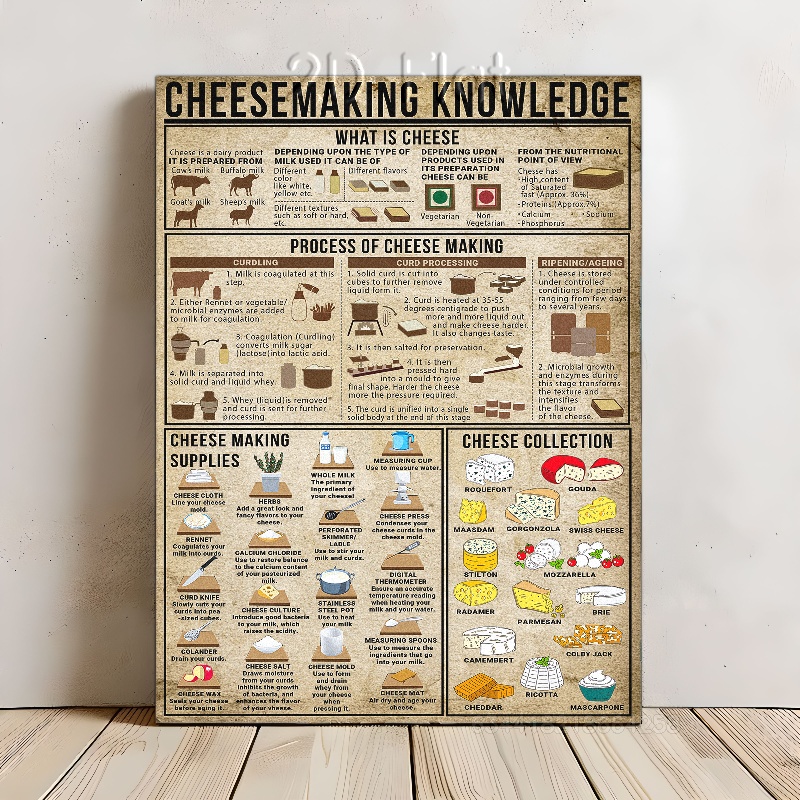 2D-Flat
CHEESEMAKING KNOWLEDGE
WHAT IS CHEESE
Cheese is a dairy product
IT IS PREPARED FROM
Cow's milk
Buffalo milk
Goat's milk
Sheep's milk
DEPENDING UPON THE TYPE OF
MILK USED IT CAN BE OF
Different
color
like white,
yellow etc.
Different flavors
Different textures
such as soft or hard,
etc.
DEPENDING UPON
PRODUCTS USED IN
ITS PREPARATION
CHEESE CAN BE
Vegetarian
Non-
Vegetarian
FROM THE NUTRITIONAL
POINT OF VIEW
Cheese has
-High content
of Saturated
fast (Approx. 36%)
-Proteins(Approx.7%)
-Calcium
- Sodium
-Phosphorus
PROCESS OF CHEESE MAKING
CURDLING
1. Milk is coagulated at this
step.
2. Either Rennet or vegetable/
microbial enzymes are added
to milk for coagulation.
3. Coagulation (Curdling)
converts milk sugar
(lactose)into lactic acid.
4. Milk is separated into
solid curd and liquid whey.
5. Whey (liquid)is removed
and curd is sent for further
processing.
CURD PROCESSING
1. Solid curd is cut into
cubes to further remove
liquid form it.
2. Curd is heated at 35-55
degrees centigrade to push
more and more liquid out
and make cheese harder.
It also changes taste.
3. It is then salted for preservation.
4. It is then
pressed hard
into a mould to give
final shape. Harder the cheese
more the pressure required.
5. The curd is unified into a single
solid body at the end of this stage
RIPENING/AGEING
1. Cheese is stored
under controlled
conditions for period
ranging from few days
to several years.
2. Microbial growth
and enzymes during
this stage transforms
the texture and
intensifies
the flavor
of the cheese.
CHEESE MAKING
SUPPLIES
CHEESE CLOTH
Line your cheese
mold.
RENNET
Coagulates your
milk into curds.
CURD KNIFE
Slowly cuts your
curds into pea
-sized cubes.
COLANDER
Drain your curds.
CHEESE WAX
Seals your cheese
before aging it.
HERBS
Add a great look and
fancy flavors to your
cheese.
CALCIUM CHLORIDE
Use to restore balance
to the calcium content
of your pasteurized
milk.
CHEESE CULTURE
Introduce good bacteria
to your milk, which
raises the acidity.
CHEESE SALT
Draws moisture
from your curds
Inhibits the growth
of bacteria, and
enhances the flavor
of your vheese.
WHOLE MILK
The primary
ingredient of
your cheese!
PERFORATED
SKIMMER/
LADLE
Use to stir your
milk and curds.
STAINLESS
STEEL POT
Use to heat
your milk
CHEESE MOLD
Use to form
and drain
whey from
your cheese
when
pressing it.
MEASURING CUP
Use to measure water.
CHEESE PRESS
Condenses your
cheese curds in the
cheese mold.
DIGITAL
THERMOMETER
Ensure an accurate
temperature reading
when heating your
milk and your water.
MEASURING SPOONS
Use to measure the
ingredients that go
into your milk.
CHEESE MAT
Air dry and age your
cheese.
CHEESE COLLECTION
ROQUEFORT
GOUDA
MAASDAM
GORGONZOLA
SWISS CHEESE
STILTON
MOZZARELLA
RADAMER
PARMESAN
BRIE
CAMEMBERT
COLBY-JACK
CHEDDAR
RICOTTA
MASCARPONE